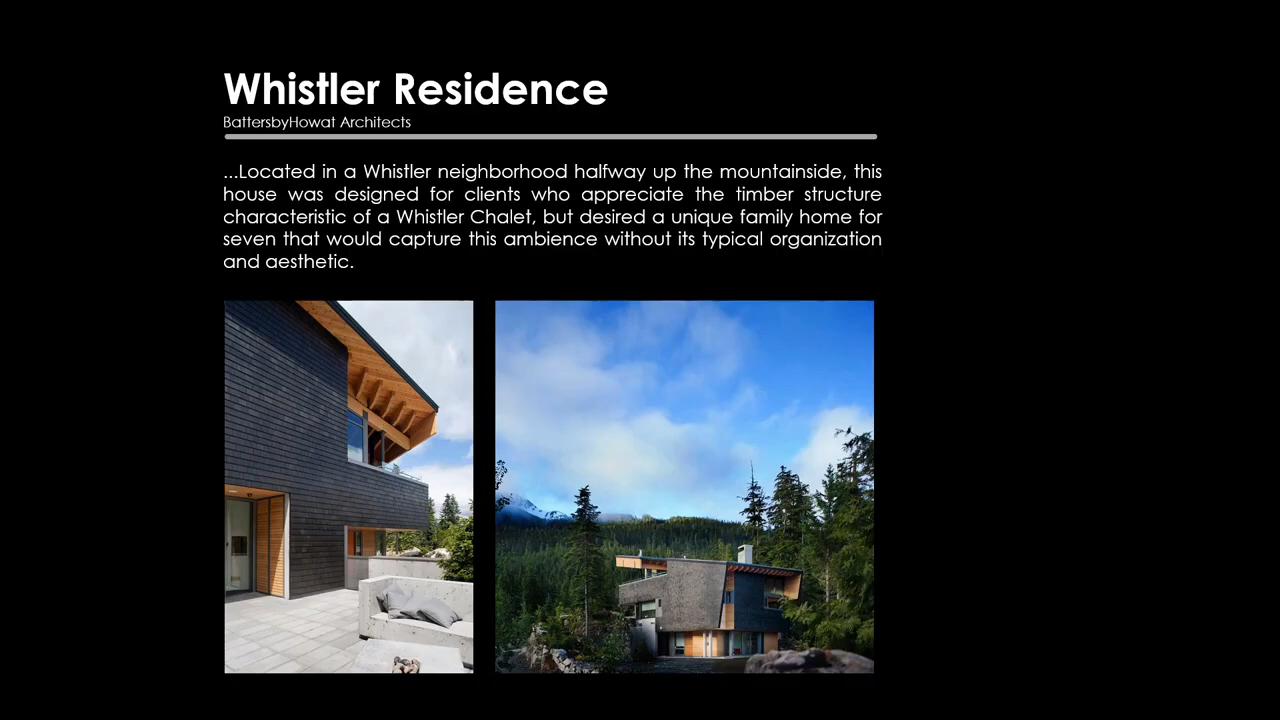 Whistler Residence
BattersbyHowat Architects
...Located in a Whistler neighborhood halfway up the mountainside, this
house was designed for clients who appreciate the timber structure
characteristic of a Whistler Chalet, but desired a unique family home for
seven that would capture this ambience without its typical organization
and aesthetic.